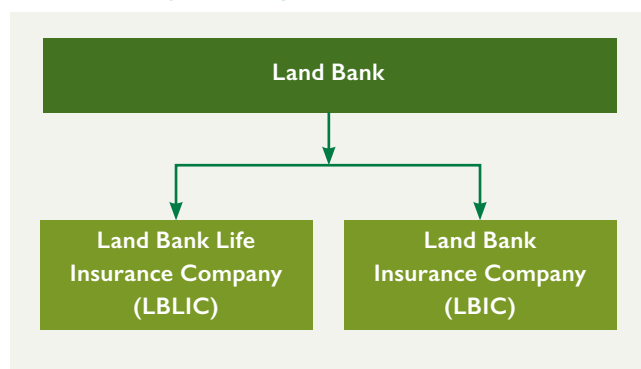 Land Bank
Land Bank Life
Insurance Company
(LBLIC)
Land Bank
Insurance Company
(LBIC)